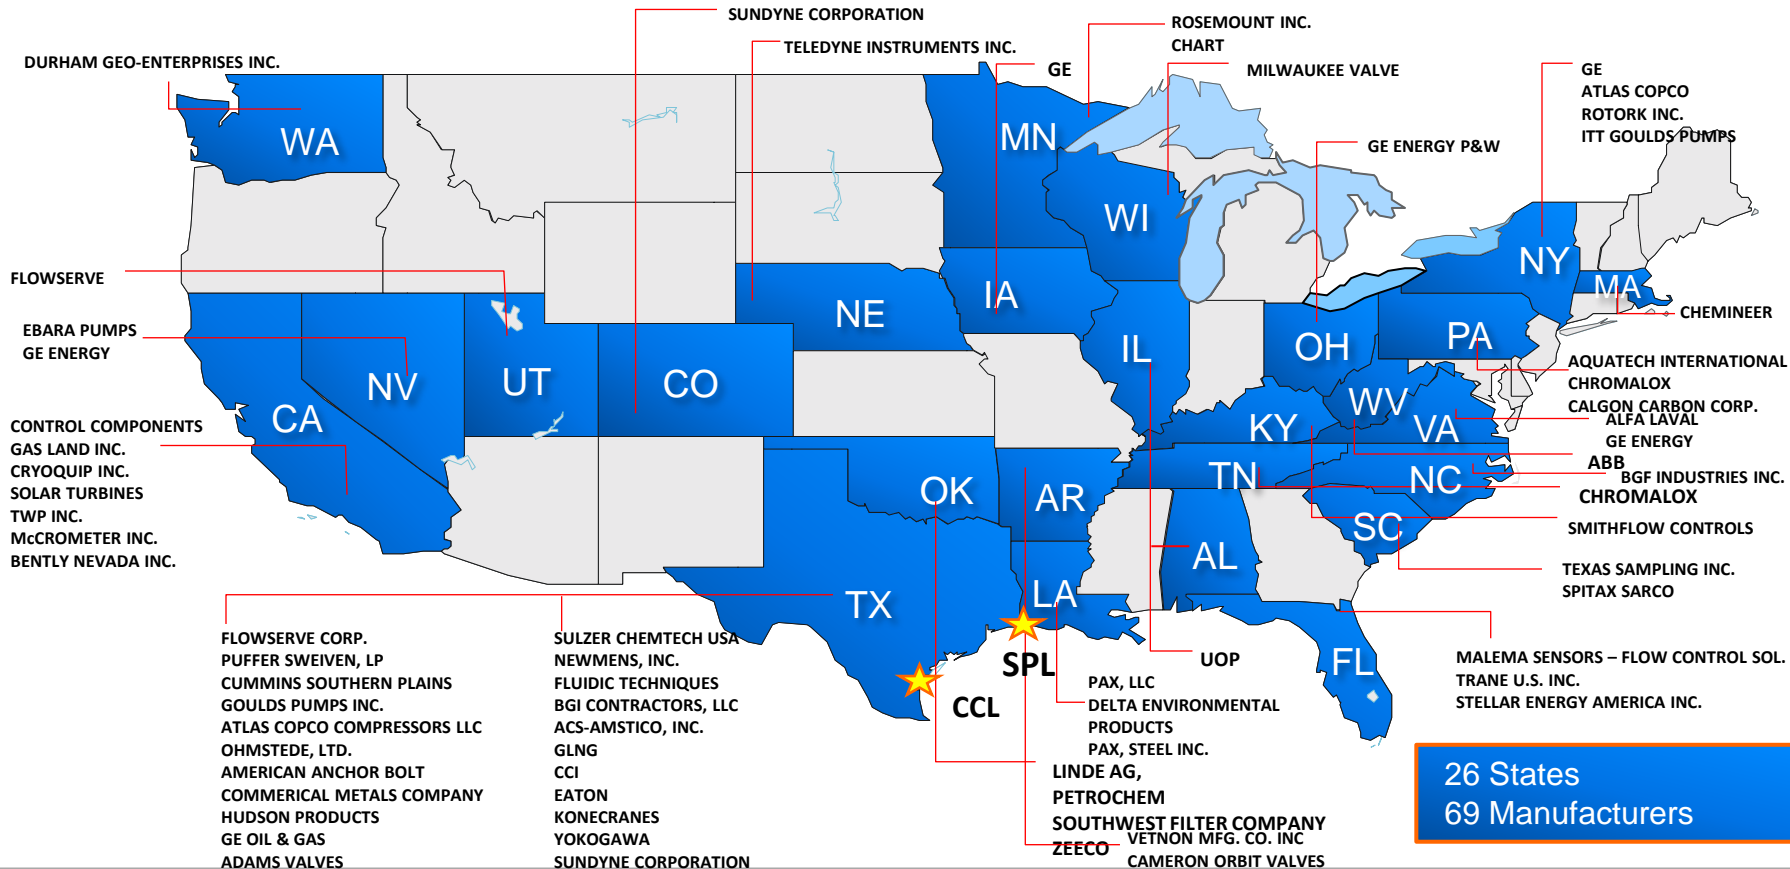 SUNDYNE CORPORATION
TELEDYNE INSTRUMENTS INC.
ROSEMOUNT INC.
CHART
GE
MILWAUKEE VALVE
GE
ATLAS COPCO
ROTORK INC.
ITT GOULDS PUMPS
GE ENERGY P&W
DURHAM GEO-ENTERPRISES INC.
FLOWSERVE
EBARA PUMPS
GE ENERGY
CONTROL COMPONENTS
GAS LAND INC.
CRYOQUIP INC.
SOLAR TURBINES
TWP INC.
McCROMETER INC.
BENTLY NEVADA INC.
WA
MN
WI
NY
MA
IA
NE
IL
OH
PA
NV
UT
CO
CA
WV
VA
KY
TN
NC
OK
AR
SC
AL
TX
LA
FL
CHEMINEER
AQUATECH INTERNATIONAL
CHROMALOX
CALGON CARBON CORP.
ALFA LAVAL
GE ENERGY
ABB
BGF INDUSTRIES INC.
CHROMALOX
SMITHFLOW CONTROLS
TEXAS SAMPLING INC.
SPITAX SARCO
SPL
CCL
UOP
MALEMA SENSORS – FLOW CONTROL SOL.
TRANE U.S. INC.
STELLAR ENERGY AMERICA INC.
FLOWSERVE CORP.
PUFFER SWEIVEN, LP
CUMMINS SOUTHERN PLAINS
GOULDS PUMPS INC.
ATLAS COPCO COMPRESSORS LLC
OHMSTEDE, LTD.
AMERICAN ANCHOR BOLT
COMMERICAL METALS COMPANY
HUDSON PRODUCTS
GE OIL & GAS
ADAMS VALVES
SULZER CHEMTECH USA
NEWMENS, INC.
FLUIDIC TECHNIQUES
BGI CONTRACTORS, LLC
ACS-AMSTICO, INC.
GLNG
CCI
EATON
KONECRANES
YOKOGAWA
SUNDYNE CORPORATION
PAX, LLC
DELTA ENVIRONMENTAL
PRODUCTS
PAX, STEEL INC.
LINDE AG,
PETROCHEM
SOUTHWEST FILTER COMPANY
ZEECO
VETNON MFG. CO. INC
CAMERON ORBIT VALVES
26 States
69 Manufacturers